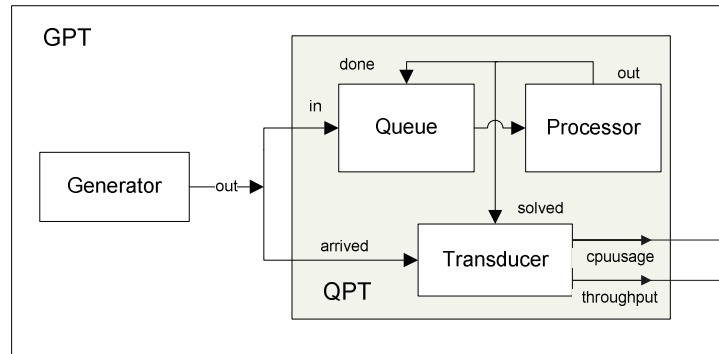 GPT
done
out
in
Queue
Processor
Generator
out
solved
arrived
Transducer
cpuusage
QPT
throughput